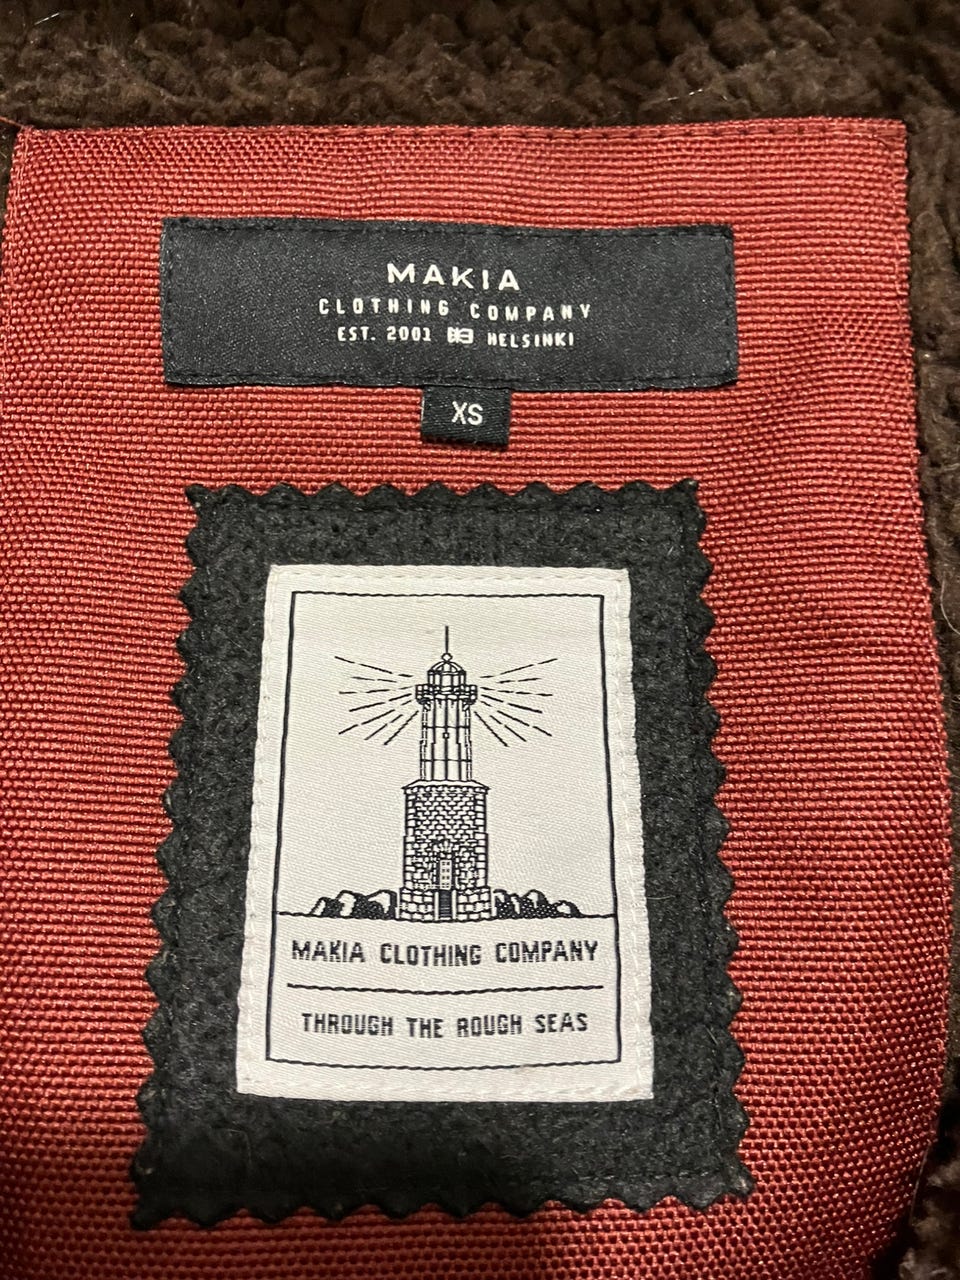 MAKIA
CLOTHING COMPANY
EST. 2001 HELSINKI
XS
MAKIA CLOTHING COMPANY
THROUGH THE ROUGH SEAS